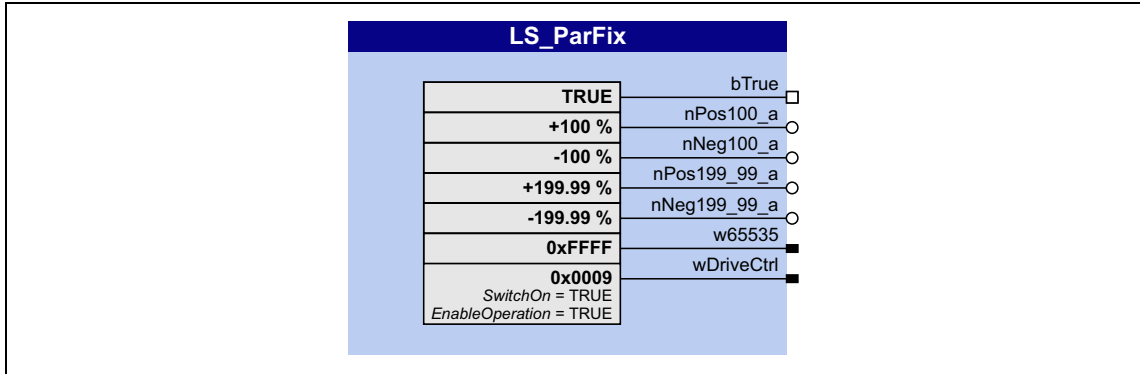 LS_ParFix
TRUE
bTrue
+100 %
nPos100_a
-100 %
nNeg100_a
+199.99 %
nPos199_99_a
-199.99 %
nNeg199_99_a
0xFFFF
w65535
0x0009
wDriveCtrl
SwitchOn = TRUE
EnableOperation = TRUE